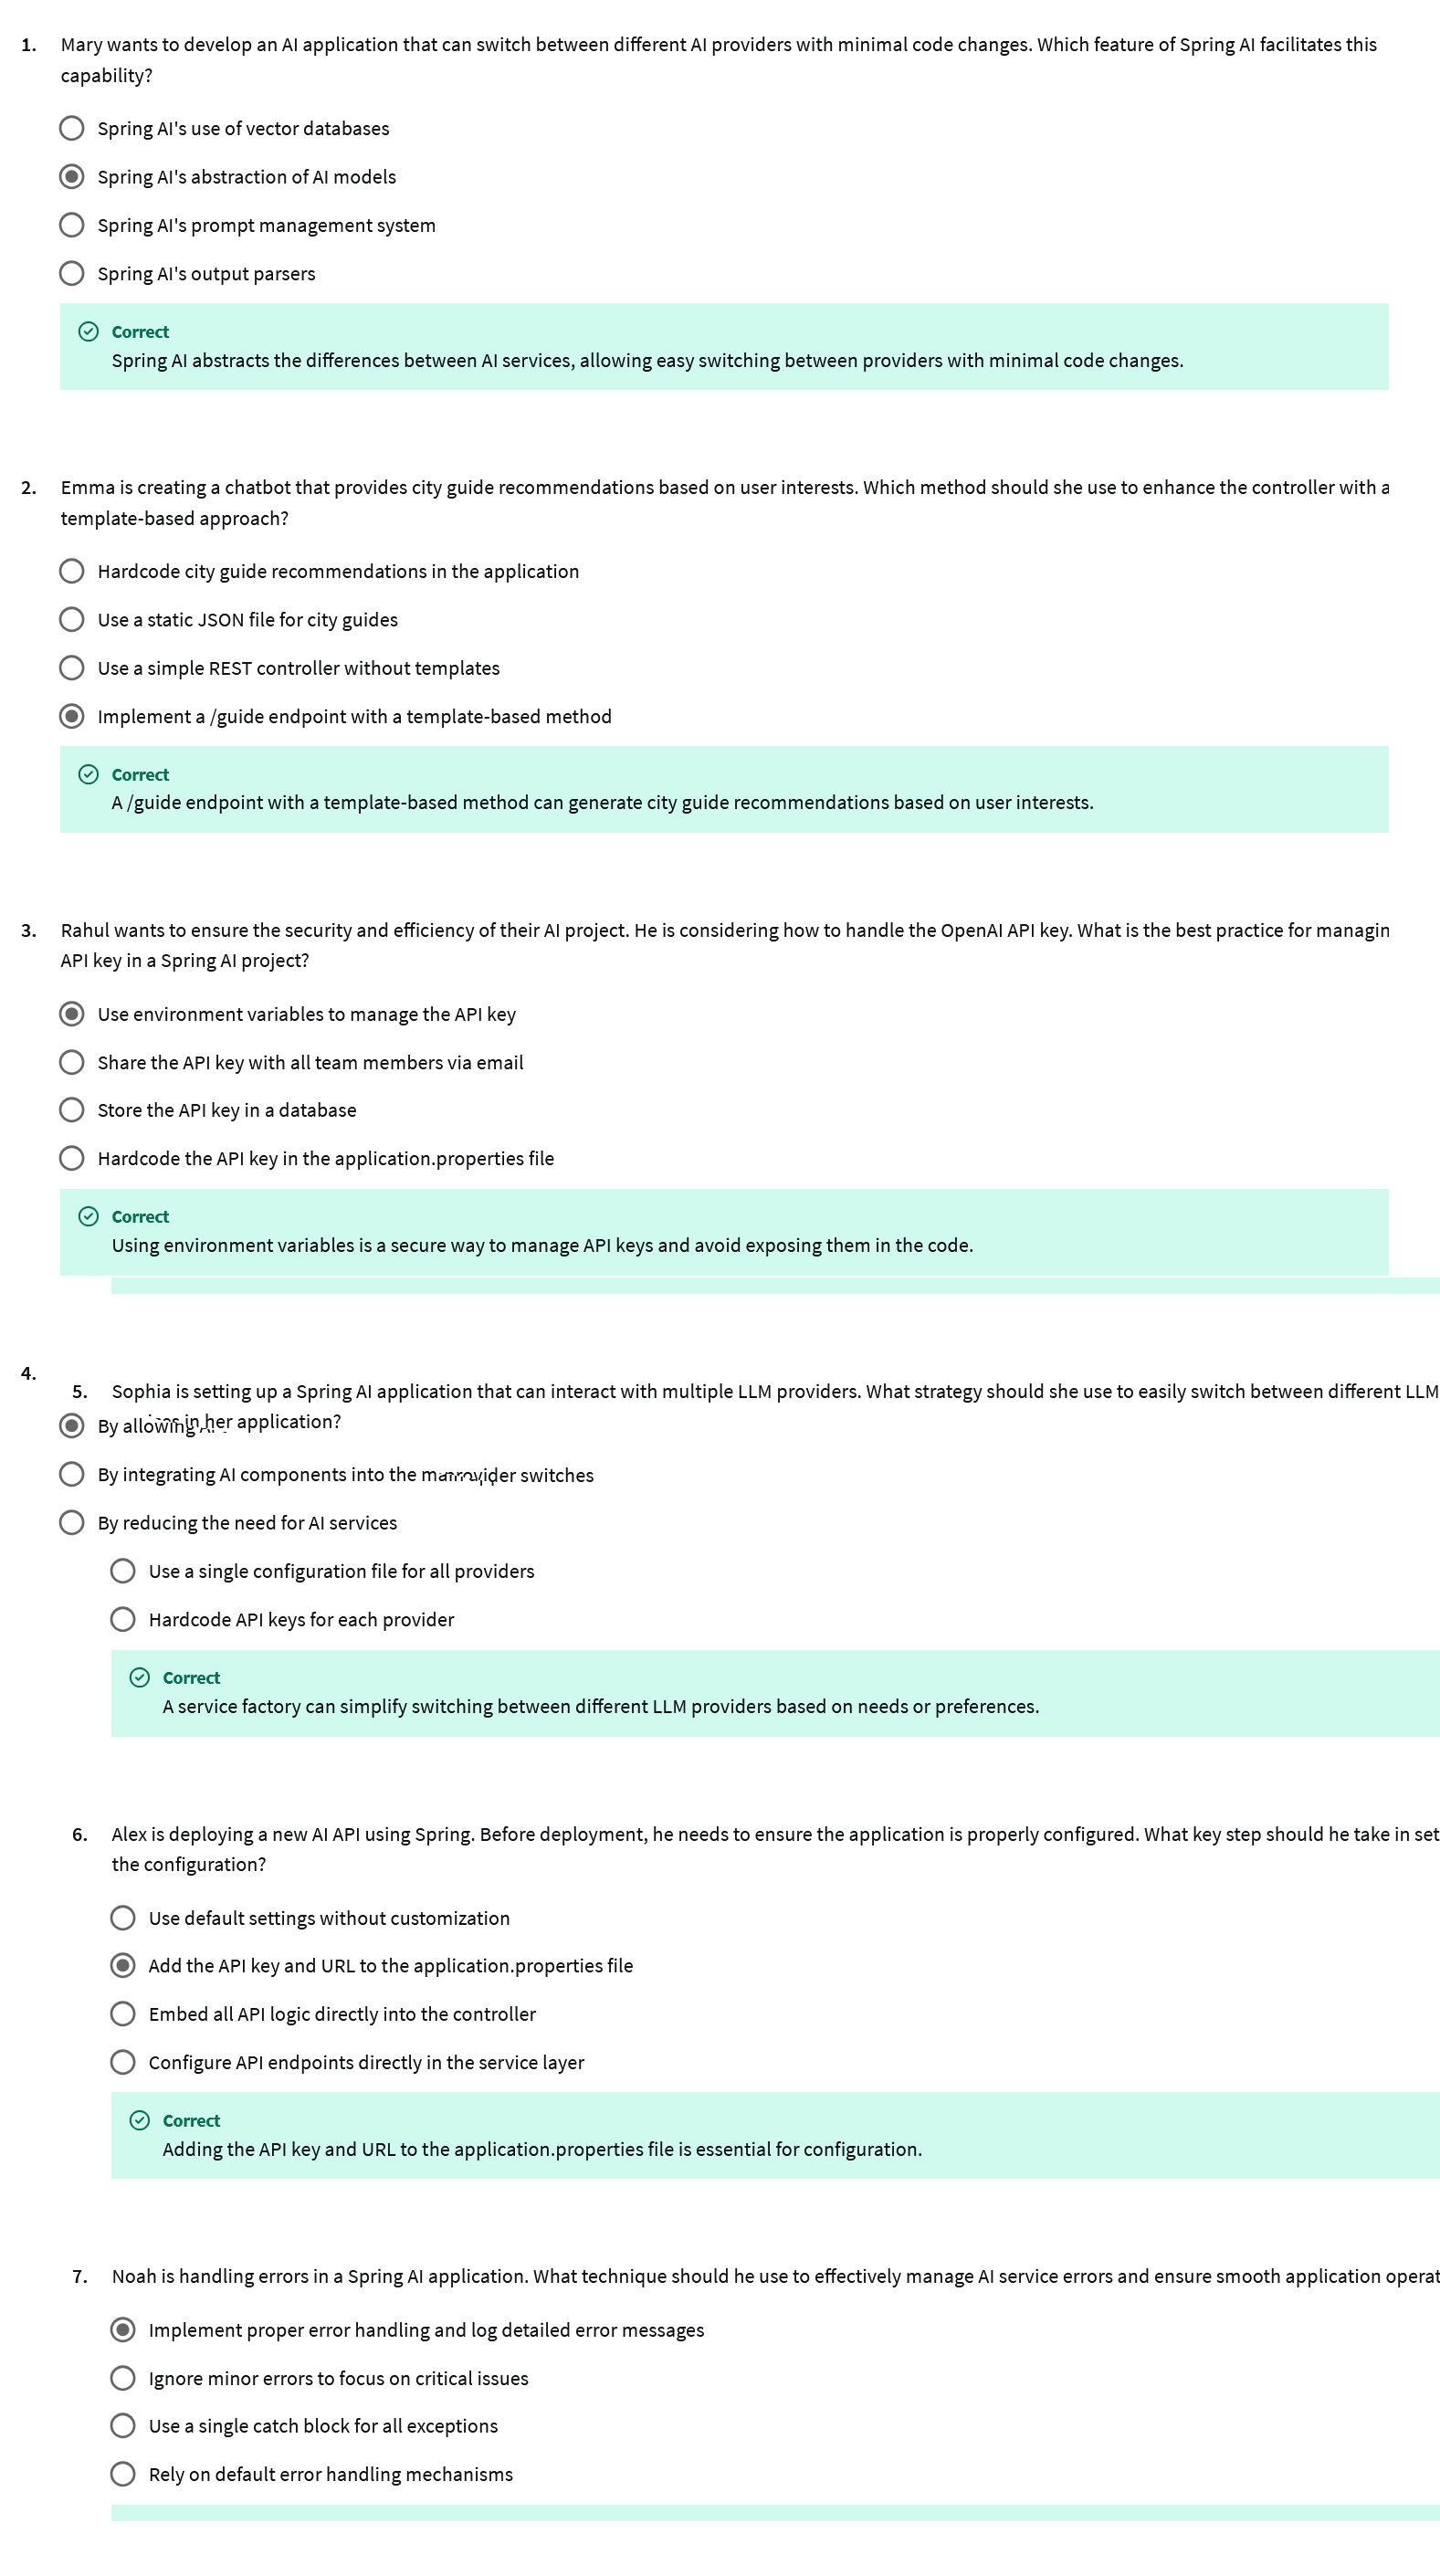 1. Mary wants to develop an AI application that can switch between different AI providers with minimal code changes. Which feature of Spring AI facilitates this
capability?
Spring AI's use of vector databases
Spring AI's abstraction of AI models
Spring AI's prompt management system
Spring AI's output parsers
Correct
Spring AI abstracts the differences between AI services, allowing easy switching between providers with minimal code changes.
2. Emma is creating a chatbot that provides city guide recommendations based on user interests. Which method should she use to enhance the controller with a
template-based approach?
Hardcode city guide recommendations in the application
Use a static JSON file for city guides
Use a simple REST controller without templates
Implement a /guide endpoint with a template-based method
Correct
A /guide endpoint with a template-based method can generate city guide recommendations based on user interests.
3. Rahul wants to ensure the security and efficiency of their AI project. He is considering how to handle the OpenAI API key. What is the best practice for managin
API key in a Spring AI project?
Use environment variables to manage the API key
Share the API key with all team members via email
Store the API key in a database
Hardcode the API key in the application.properties file
Correct
Using environment variables is a secure way to manage API keys and avoid exposing them in the code.
4.
5. Sophia is setting up a Spring AI application that can interact with multiple LLM providers. What strategy should she use to easily switch between different LLM
in her application?
By allowing
By integrating AI components into the switches
By reducing the need for AI services
Use a single configuration file for all providers
Hardcode API keys for each provider
Correct
A service factory can simplify switching between different LLM providers based on needs or preferences.
6. Alex is deploying a new AI API using Spring. Before deployment, he needs to ensure the application is properly configured. What key step should he take in set
the configuration?
Use default settings without customization
Add the API key and URL to the application.properties file
Embed all API logic directly into the controller
Configure API endpoints directly in the service layer
Correct
Adding the API key and URL to the application.properties file is essential for configuration.
7. Noah is handling errors in a Spring AI application. What technique should he use to effectively manage AI service errors and ensure smooth application operat
Implement proper error handling and log detailed error messages
Ignore minor errors to focus on critical issues
Use a single catch block for all exceptions
Rely on default error handling mechanisms